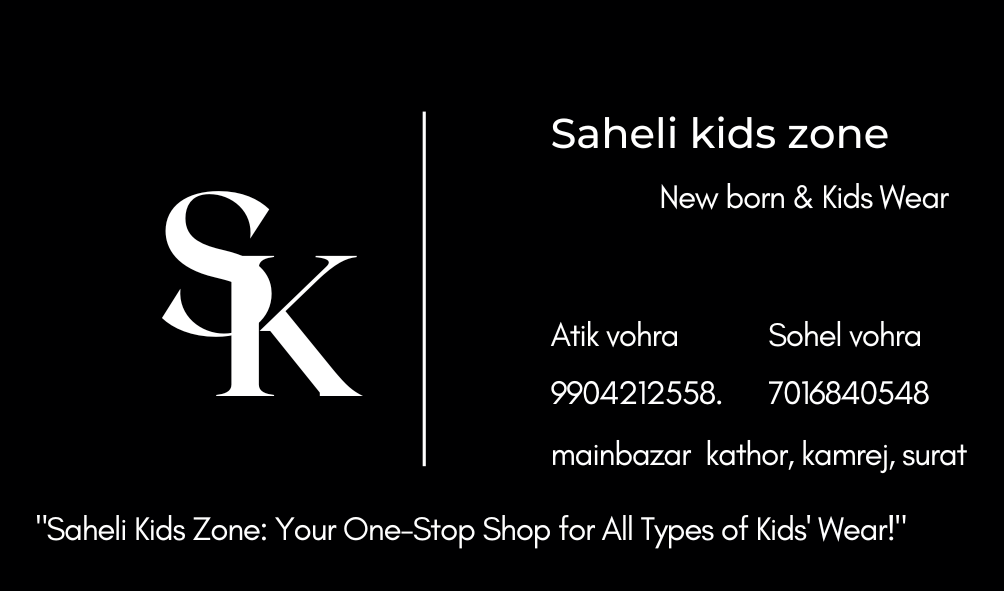 SK
Saheli kids zone
New born & Kids Wear
Atik vohra Sohel vohra
9904212558. 7016840548
mainbazar kathor, kamrej, surat
"Saheli Kids Zone: Your One-Stop Shop for All Types of Kids' Wear!"